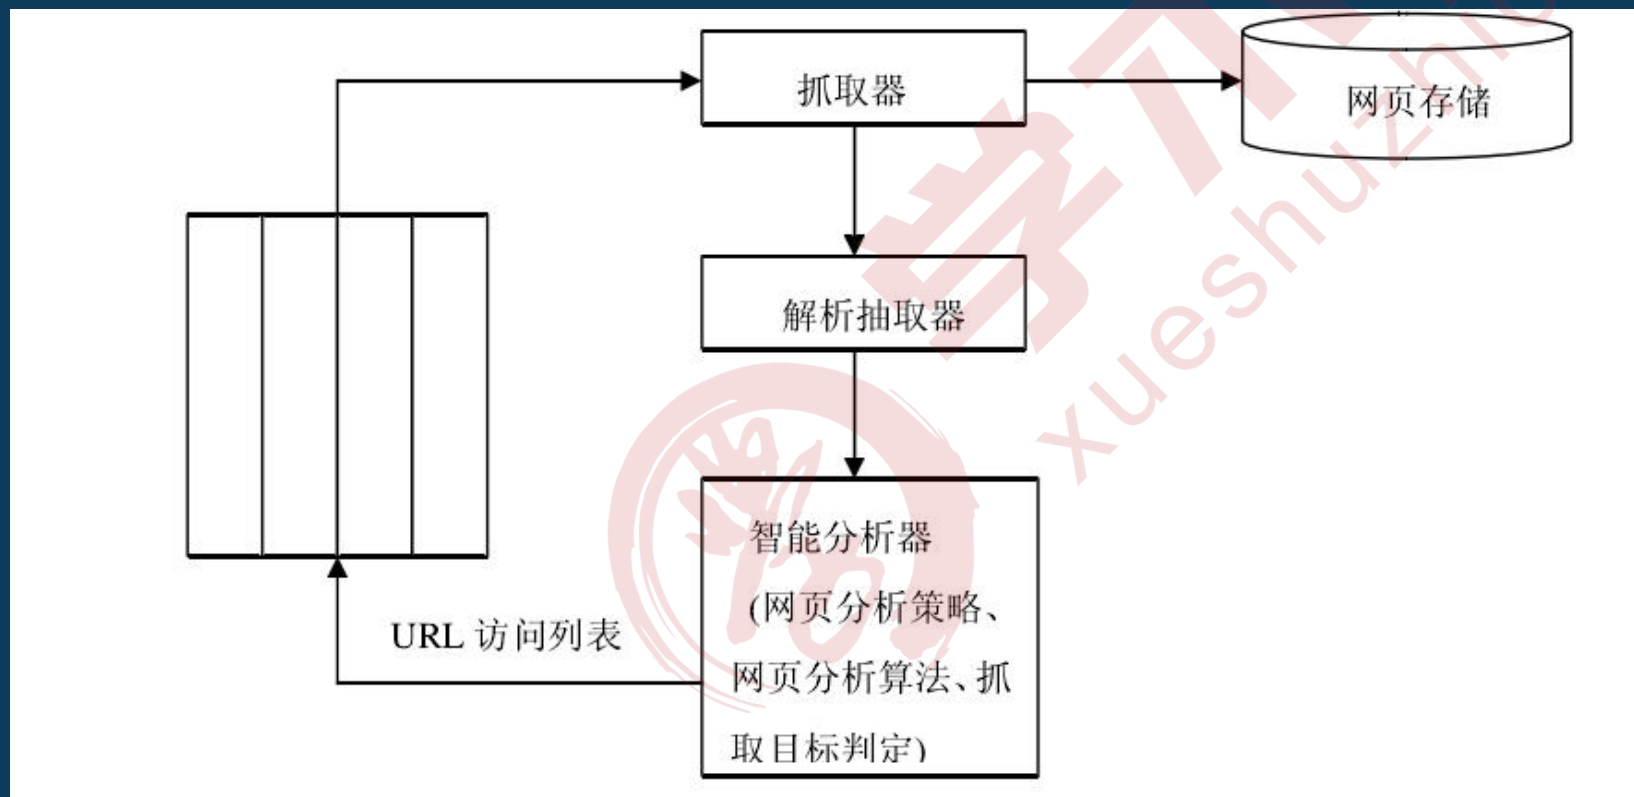 抓取器
网页存储
解析抽取器
智能分析器
(网页分析策略、
网页分析算法、抓
取目标判定)
URL 访问列表
xueshuzhi